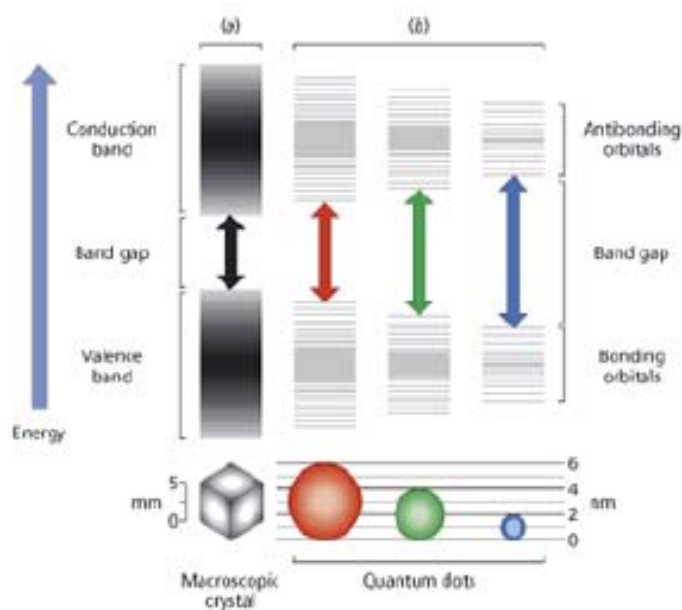 (a)
(b)
Conduction
band
Band gap
Valence
band
Energy
Antibonding
orbitals
Band gap
Bonding
orbitals
mm
5
0
6
4
2
0
nm
Macroscopic
crystal
Quantum dots